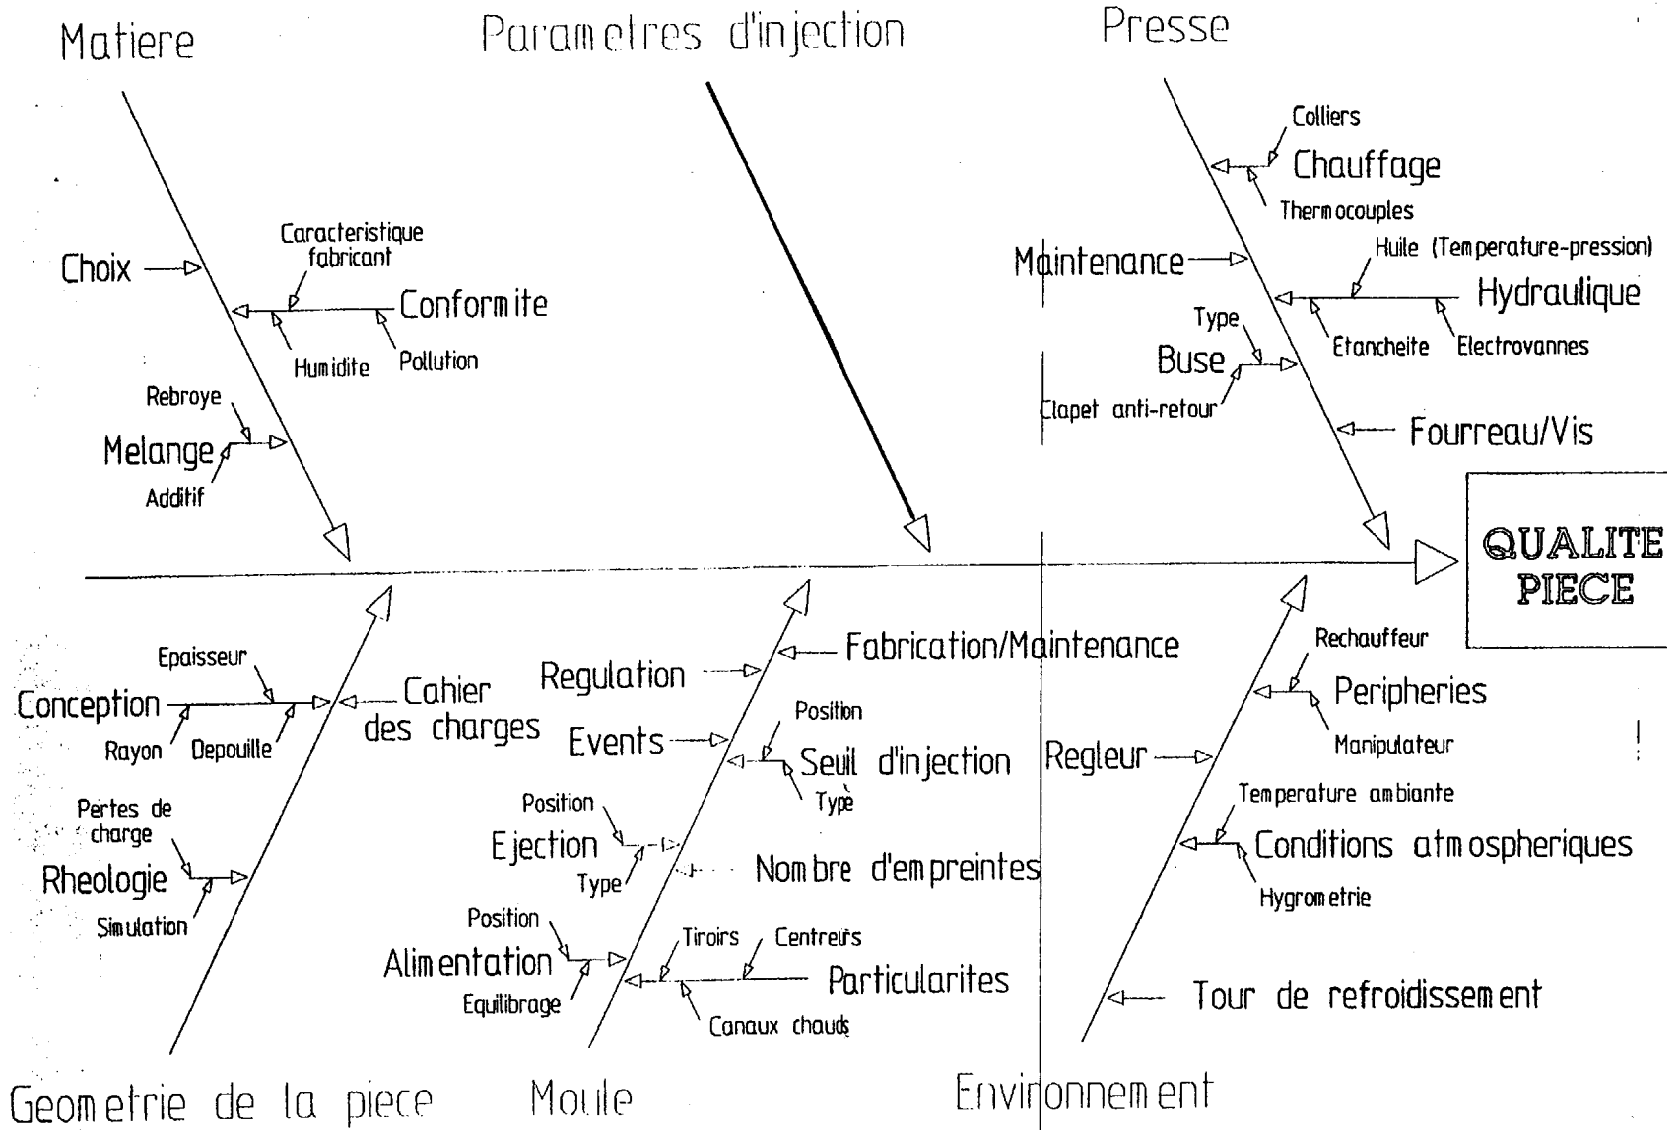 Matiere
Parametres d'injection
Presse
Colliers
Chauffage
Thermocouples
Caracteristique
fabricant
Choix
Conformite
Humidite
Pollution
Rebroye
Melange
Additif
Maintenance
Huile (Temperature-pression)
Hydraulique
Type
Etancheite
Electrovannes
Buse
Clapet anti-retour
Fourreau/Vis
QUALITE
PIECE
Epaisseur
Conception
Rayon
Depouille
Cahier
des charges
Pertes de
charge
Rheologie
Simulation
Fabrication/Maintenance
Regulation
Position
Events
Seuil d'injection
Type
Position
Ejection
Type
Nombre d'empreintes
Position
Alimentation
Equilibrage
Tiroirs
Centreurs
Particularites
Canaux chauds
Rechauffeur
Peripheries
Manipulateur
Regleur
Temperature ambiante
Conditions atmospheriques
Hygrometrie
Tour de refroidissement
Geometrie de la piece
Moule
Environnement